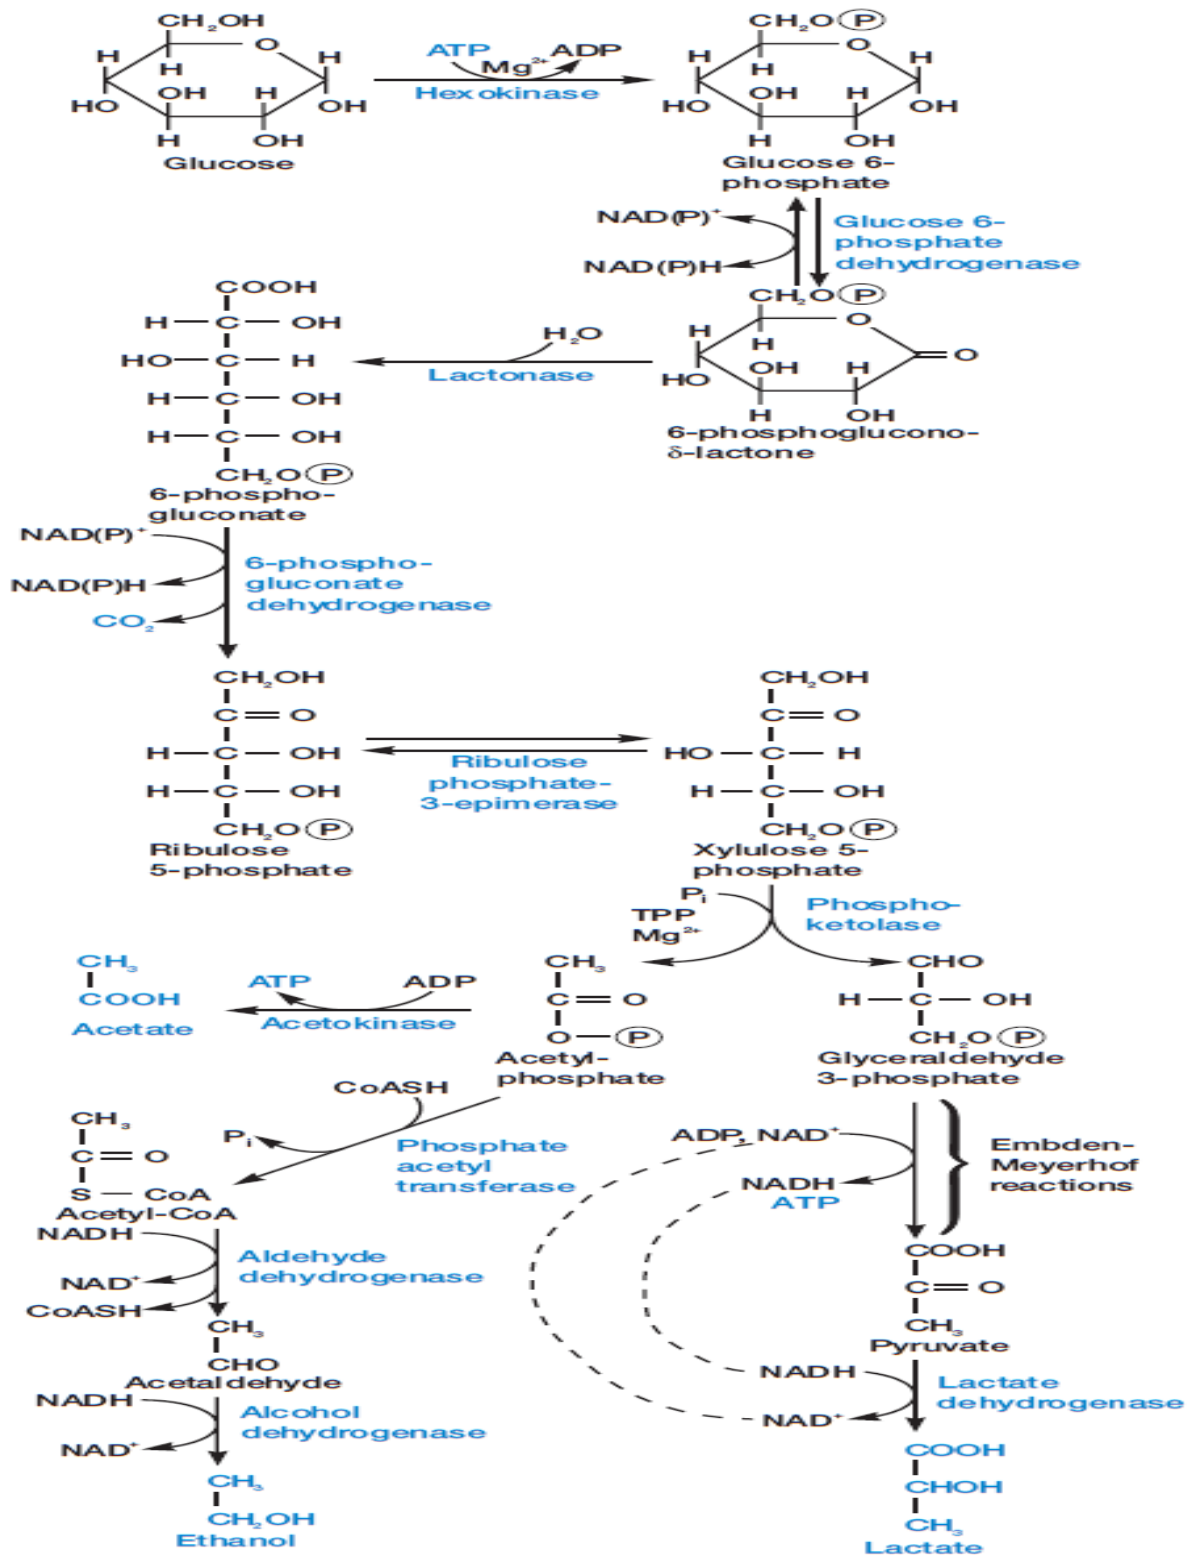 CH₂OH
O
H
H
H
OH
H
HO
OH
H
OH
Glucose
ATP
Mg²⁺
ADP
Hexokinase
CH₂O P
O
H
H
H
OH
H
HO
OH
H
OH
Glucose 6-
phosphate
NAD(P)⁺
NAD(P)H
Glucose 6-
phosphate
dehydrogenase
CH₂O P
O
H
H
OH
H
O
HO
H
OH
6-phosphoglucono-
δ-lactone
H₂O
Lactonase
COOH
H—C—OH
HO—C—H
H—C—OH
H—C—OH
CH₂O P
6-phospho-
gluconate
NAD(P)⁺
NAD(P)H
CO₂
6-phospho-
gluconate
dehydrogenase
CH₂OH
C=O
H—C—OH
H—C—OH
CH₂O P
Ribulose
5-phosphate
Ribulose
phosphate-
3-epimerase
CH₂OH
C=O
HO—C—H
H—C—OH
CH₂O P
Xylulose 5-
phosphate
Pᵢ
TPP
Mg²⁺
Phospho-
ketolase
CH₃
C=O
O—P
Acetyl-
phosphate
CHO
H—C—OH
CH₂O P
Glyceraldehyde
3-phosphate
ATP
ADP
Acetokinase
CH₃
COOH
Acetate
CoASH
Pᵢ
Phosphate
acetyl
transferase
CH₃
C=O
S—CoA
Acetyl-CoA
NADH
NAD⁺
CoASH
Aldehyde
dehydrogenase
CH₃
CHO
Acetaldehyde
NADH
NAD⁺
Alcohol
dehydrogenase
CH₃
CH₂OH
Ethanol
ADP, NAD⁺
NADH
ATP
Embden-
Meyerhof
reactions
COOH
C=O
CH₃
Pyruvate
NADH
NAD⁺
Lactate
dehydrogenase
COOH
CHOH
CH₃
Lactate